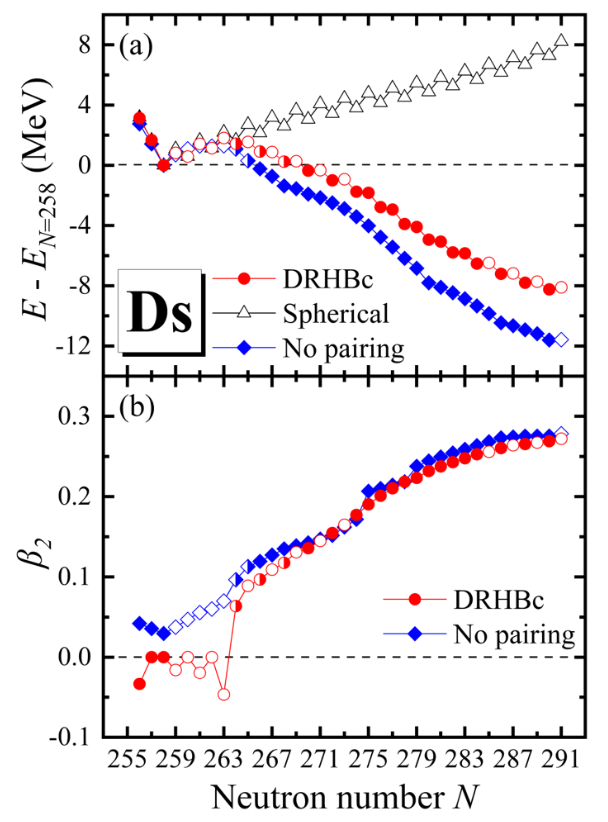 (a)
8
4
0
-4
-8
-12
E - E_{N=258} (MeV)
Ds
DRHBc
Spherical
No pairing
(b)
0.3
0.2
0.1
0.0
-0.1
β₂
DRHBc
No pairing
255 259 263 267 271 275 279 283 287 291
Neutron number N